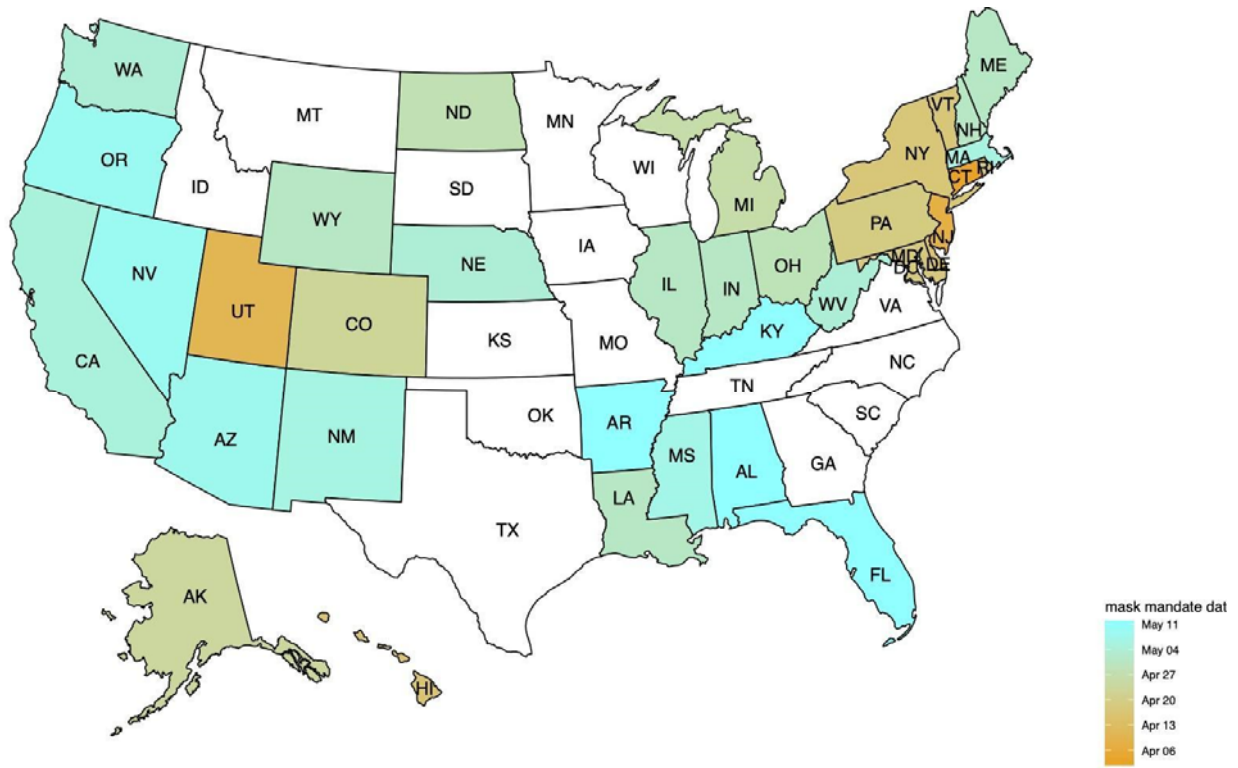 WA
MT
ND
MN
ME
OR
ID
SD
WI
MI
NY
VT
NH
MA
CT
RI
WY
IA
PA
NJ
NV
NE
IL
IN
OH
MD
DC
DE
UT
CO
KS
MO
KY
WV
VA
CA
TN
NC
AZ
NM
OK
AR
SC
MS
AL
GA
LA
TX
FL
AK
HI
mask mandate dat
May 11
May 04
Apr 27
Apr 20
Apr 13
Apr 06